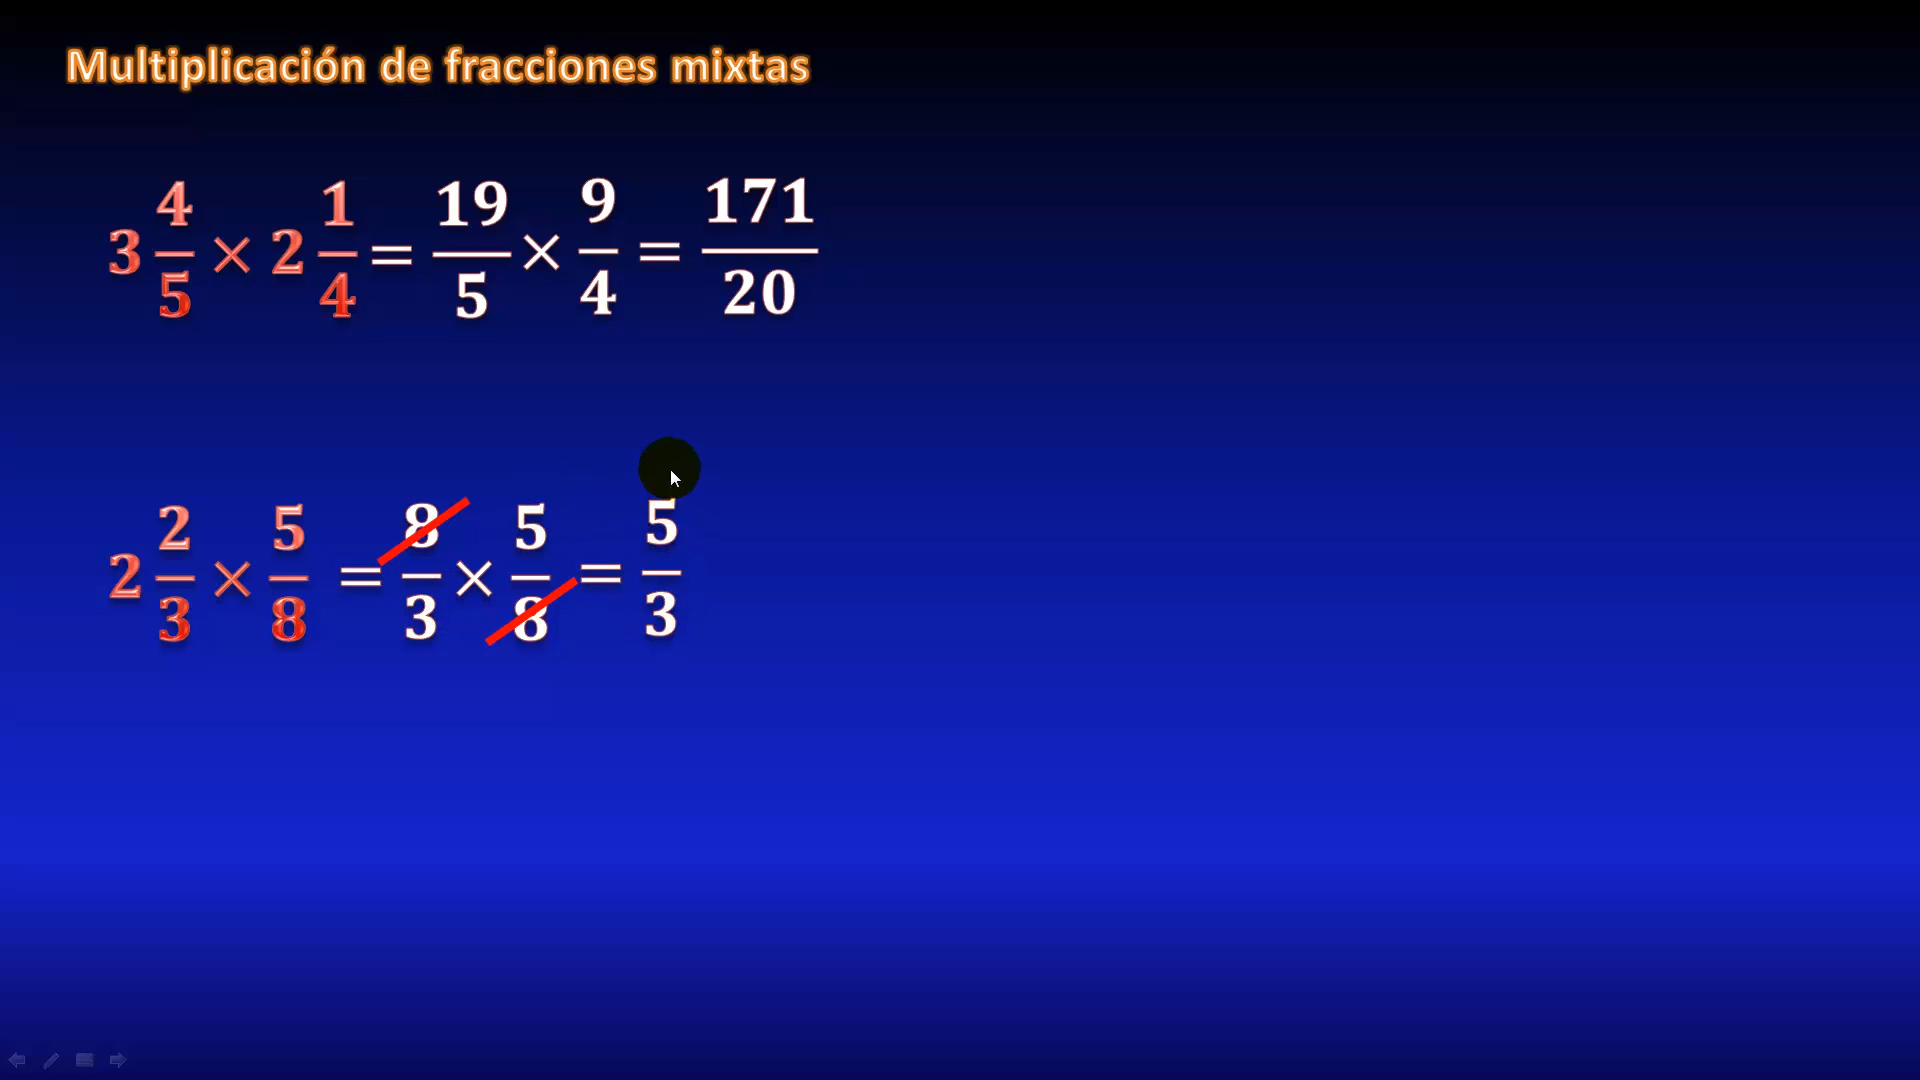 Multiplicación de fracciones mixtas
3 4/5 × 2 1/4 = 19/5 × 9/4 = 171/20
2 2/3 × 5/8 = 8/3 × 5/8 = 5/3